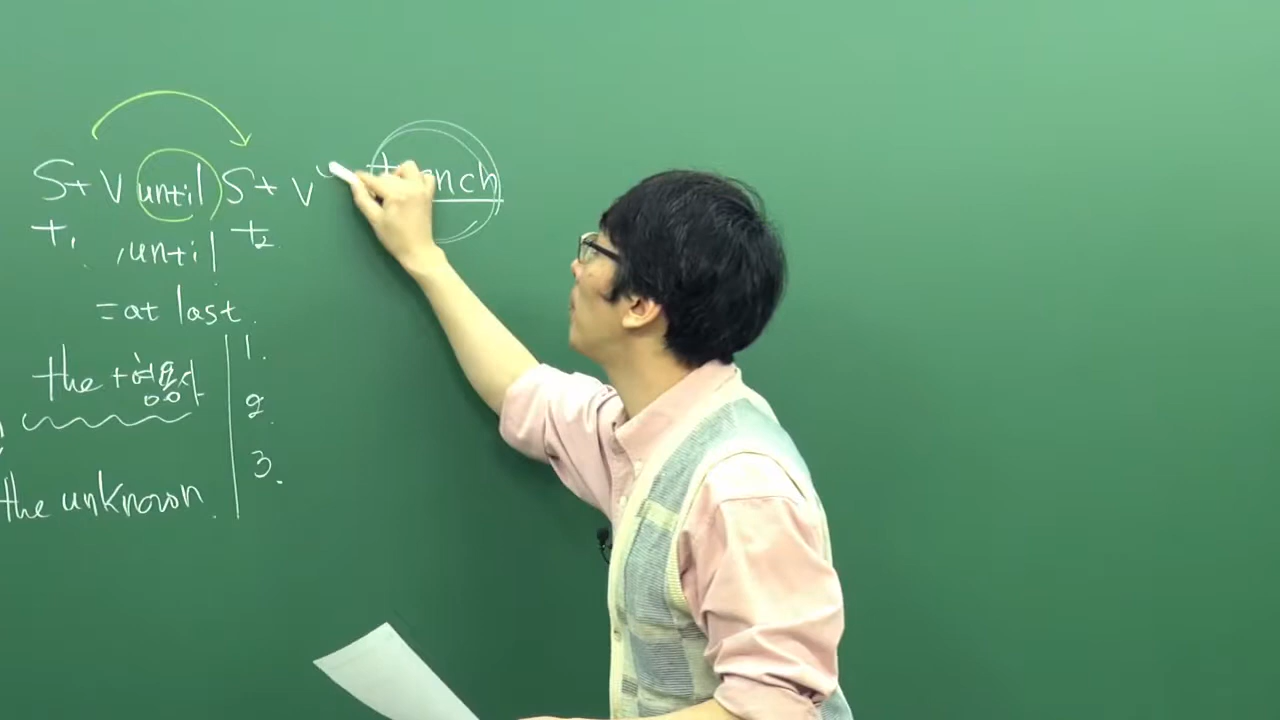 S+ V until S+ V
t₁ t₂
, until
= at last.
the + 형용사
the unknown.
1.
2.
3.